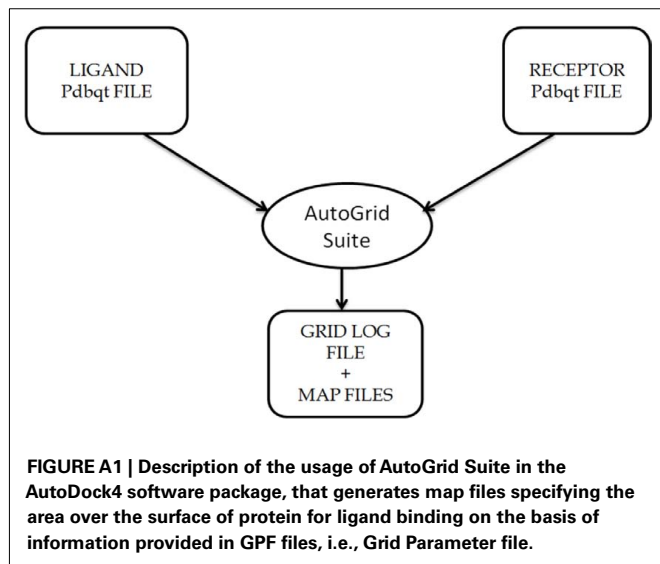 LIGAND
Pdbqt FILE
RECEPTOR
Pdbqt FILE
AutoGrid
Suite
GRID LOG
FILE
+
MAP FILES
FIGURE A1 | Description of the usage of AutoGrid Suite in the
AutoDock4 software package, that generates map files specifying the
area over the surface of protein for ligand binding on the basis of
information provided in GPF files, i.e., Grid Parameter file.